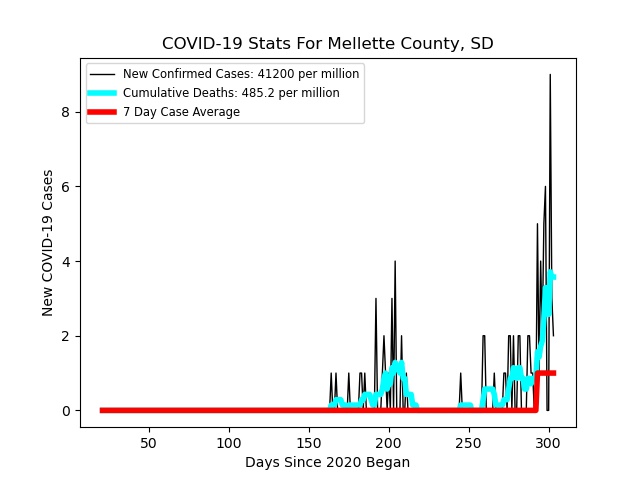 COVID-19 Stats For Mellette County, SD
New Confirmed Cases: 41200 per million
Cumulative Deaths: 485.2 per million
7 Day Case Average
New COVID-19 Cases
8
6
4
2
0
50 100 150 200 250 300
Days Since 2020 Began